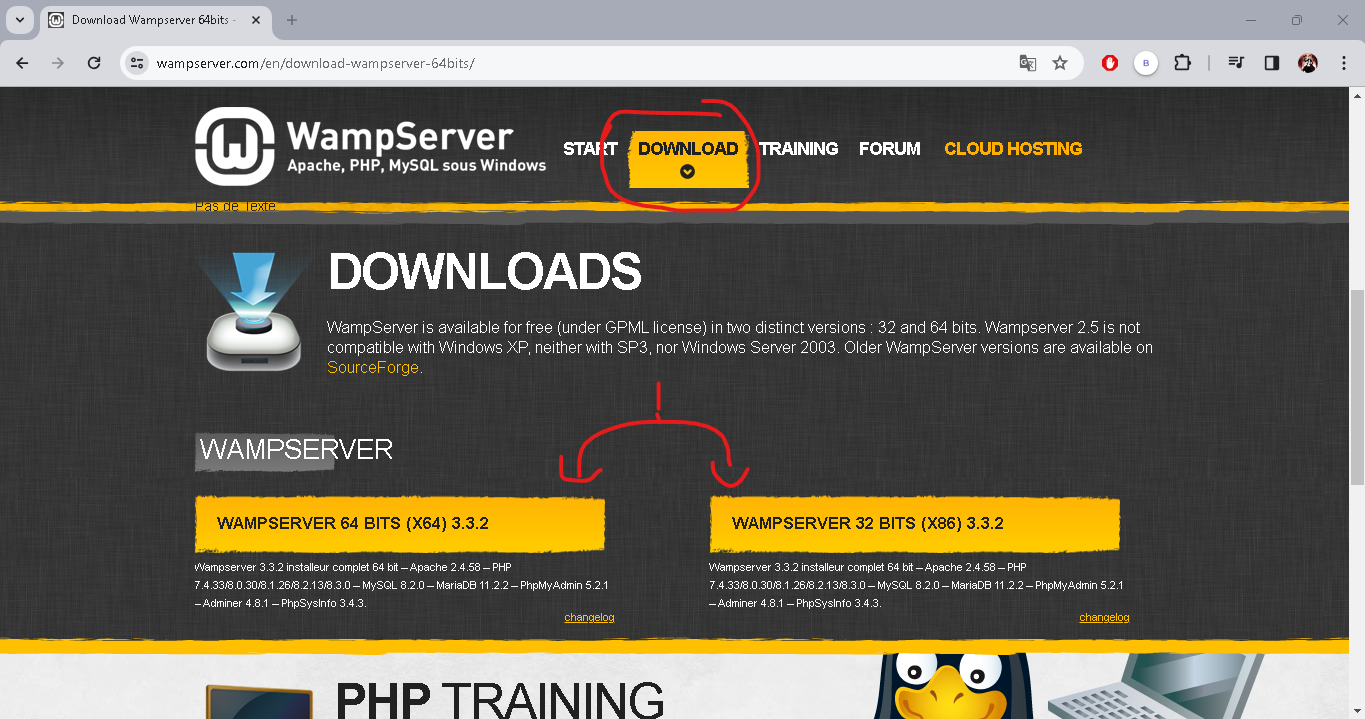 Download Wampserver 64bits -
wampserver.com/en/download-wampserver-64bits/
B
W
WampServer
Apache, PHP, MySQL sous Windows
START DOWNLOAD TRAINING FORUM CLOUD HOSTING
Pas de Texte
DOWNLOADS
WampServer is available for free (under GPML license) in two distinct versions : 32 and 64 bits. Wampserver 2.5 is not
compatible with Windows XP, neither with SP3, nor Windows Server 2003. Older WampServer versions are available on
SourceForge.
WAMPSERVER
WAMPSERVER 64 BITS (X64) 3.3.2
Wampserver 3.3.2 installeur complet 64 bit – Apache 2.4.58 – PHP
7.4.33/8.0.30/8.1.26/8.2.13/8.3.0 – MySQL 8.2.0 – MariaDB 11.2.2 – PhpMyAdmin 5.2.1
– Adminer 4.8.1 – PhpSysInfo 3.4.3.
changelog
WAMPSERVER 32 BITS (X86) 3.3.2
Wampserver 3.3.2 installeur complet 64 bit – Apache 2.4.58 – PHP
7.4.33/8.0.30/8.1.26/8.2.13/8.3.0 – MySQL 8.2.0 – MariaDB 11.2.2 – PhpMyAdmin 5.2.1
– Adminer 4.8.1 – PhpSysInfo 3.4.3.
changelog
PHP TRAINING